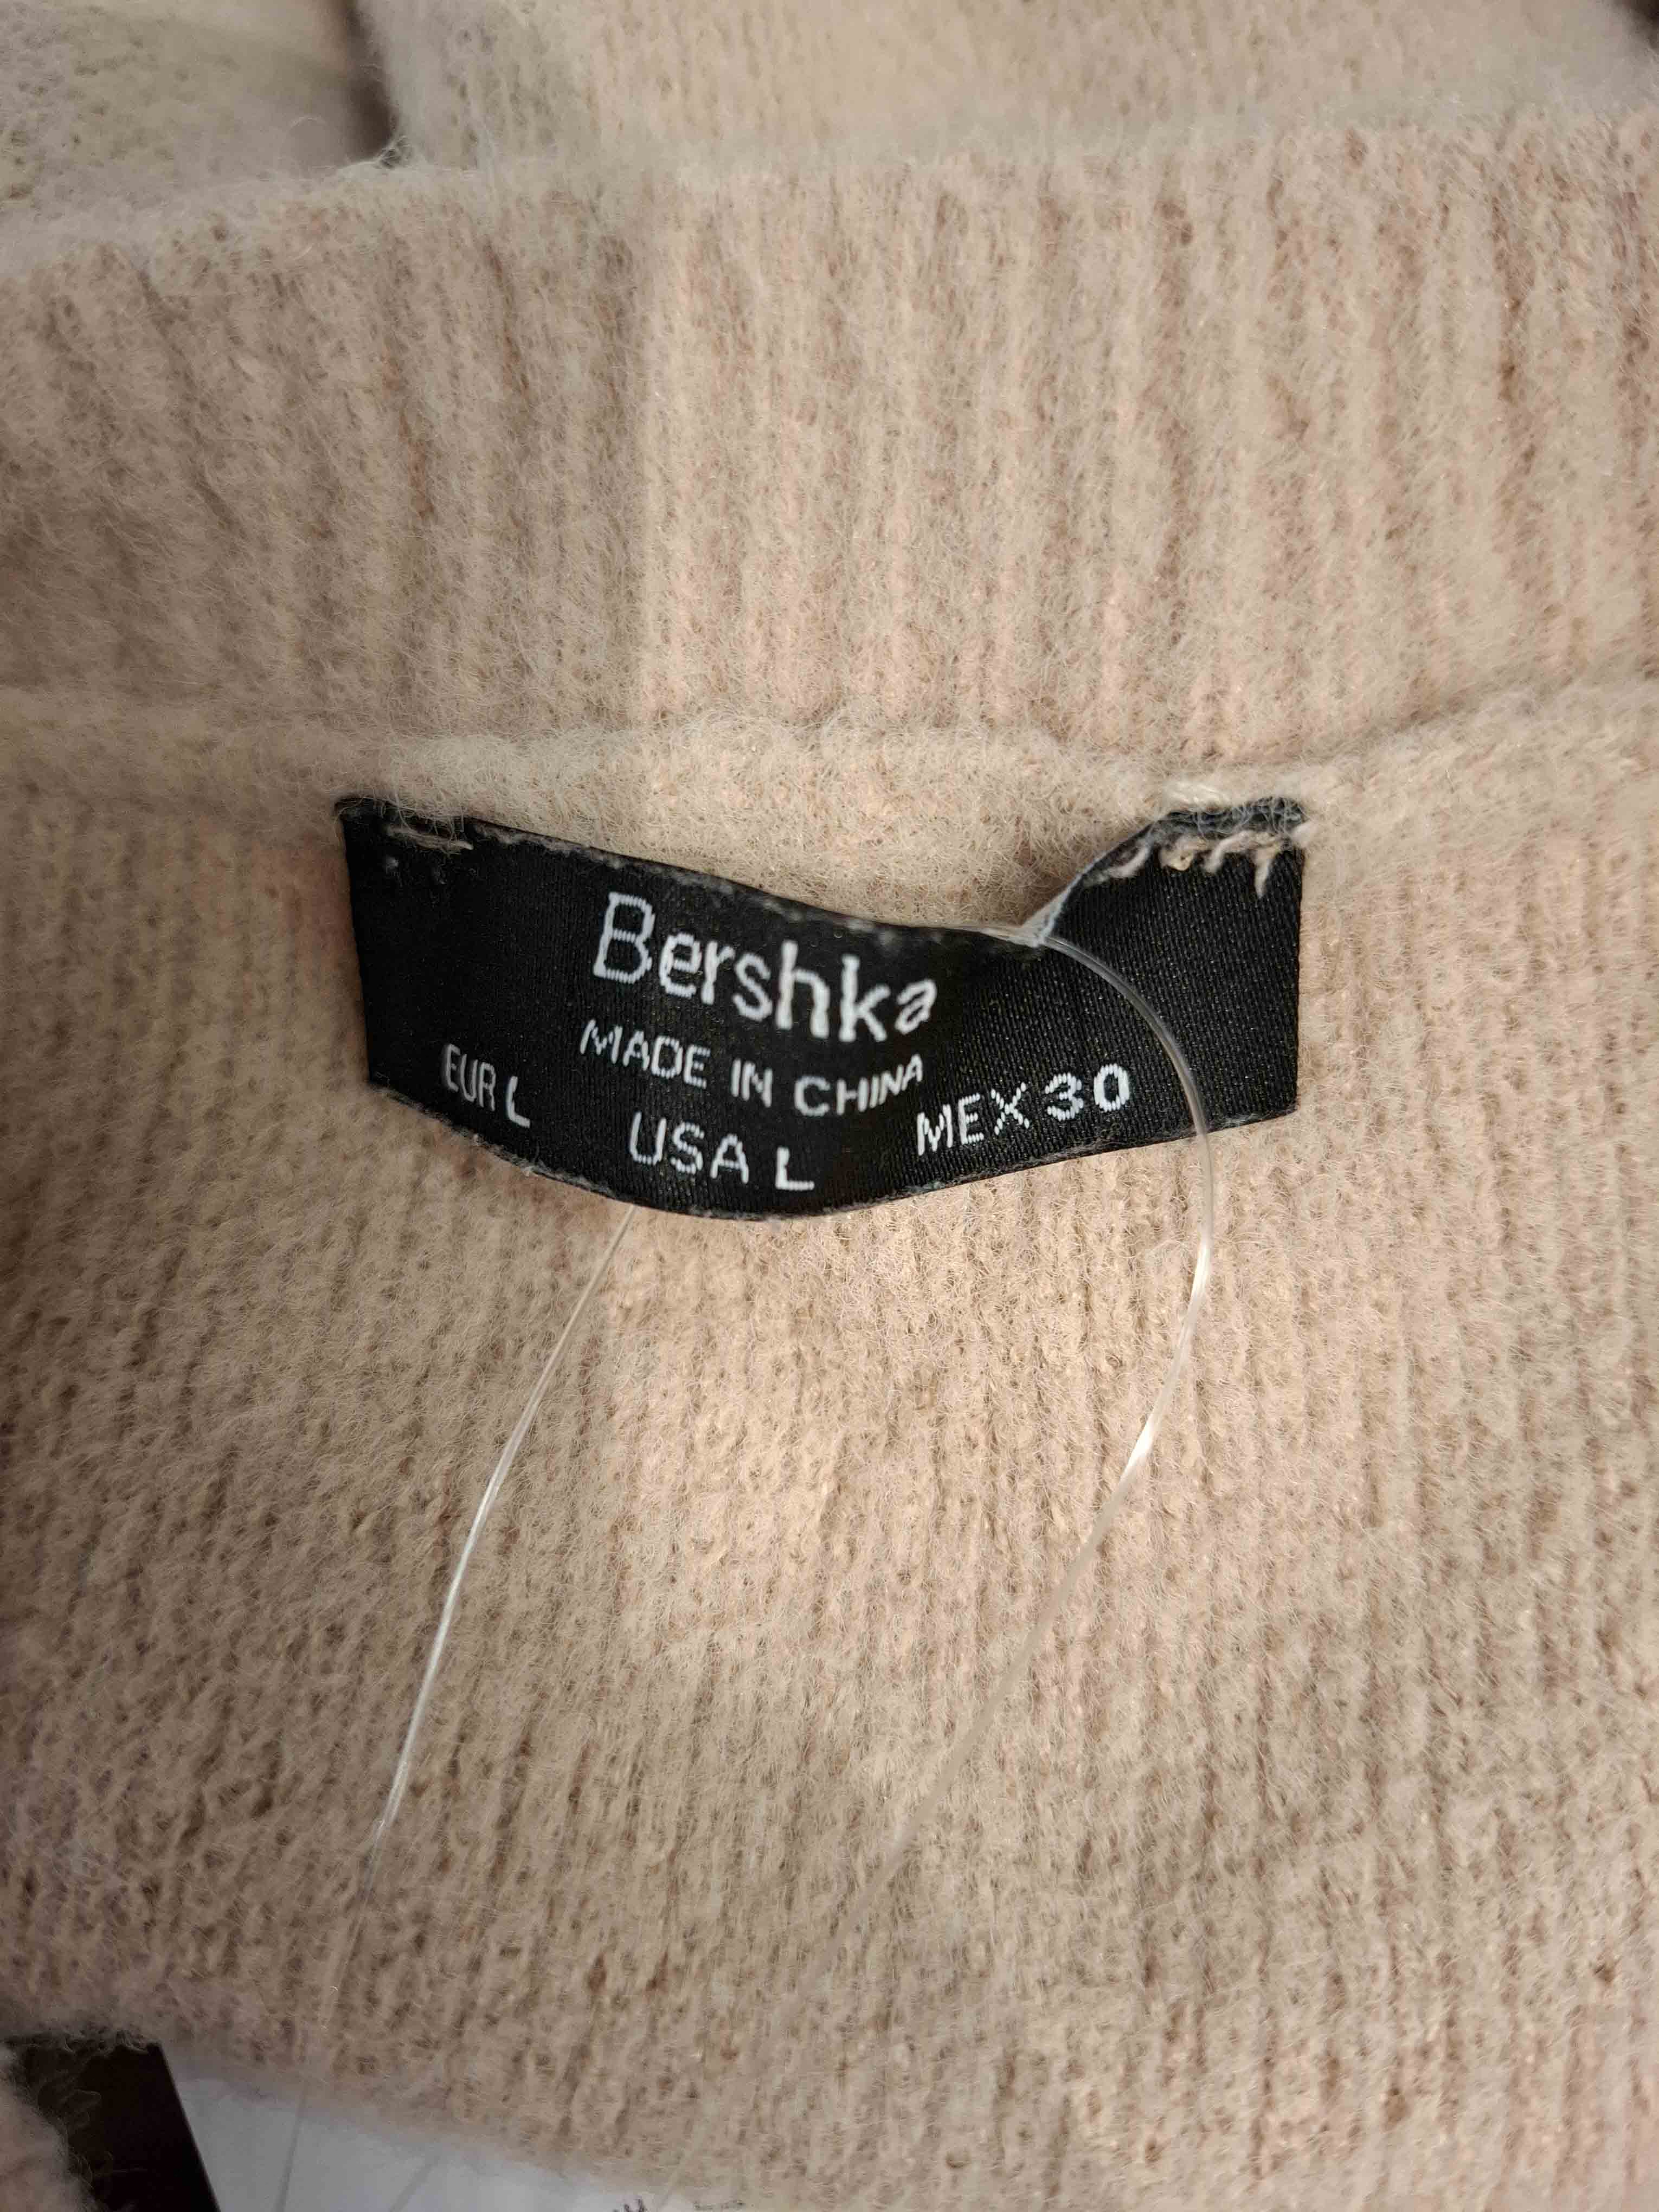 Bershka
MADE IN CHINA
EUR L USA L MEX 30